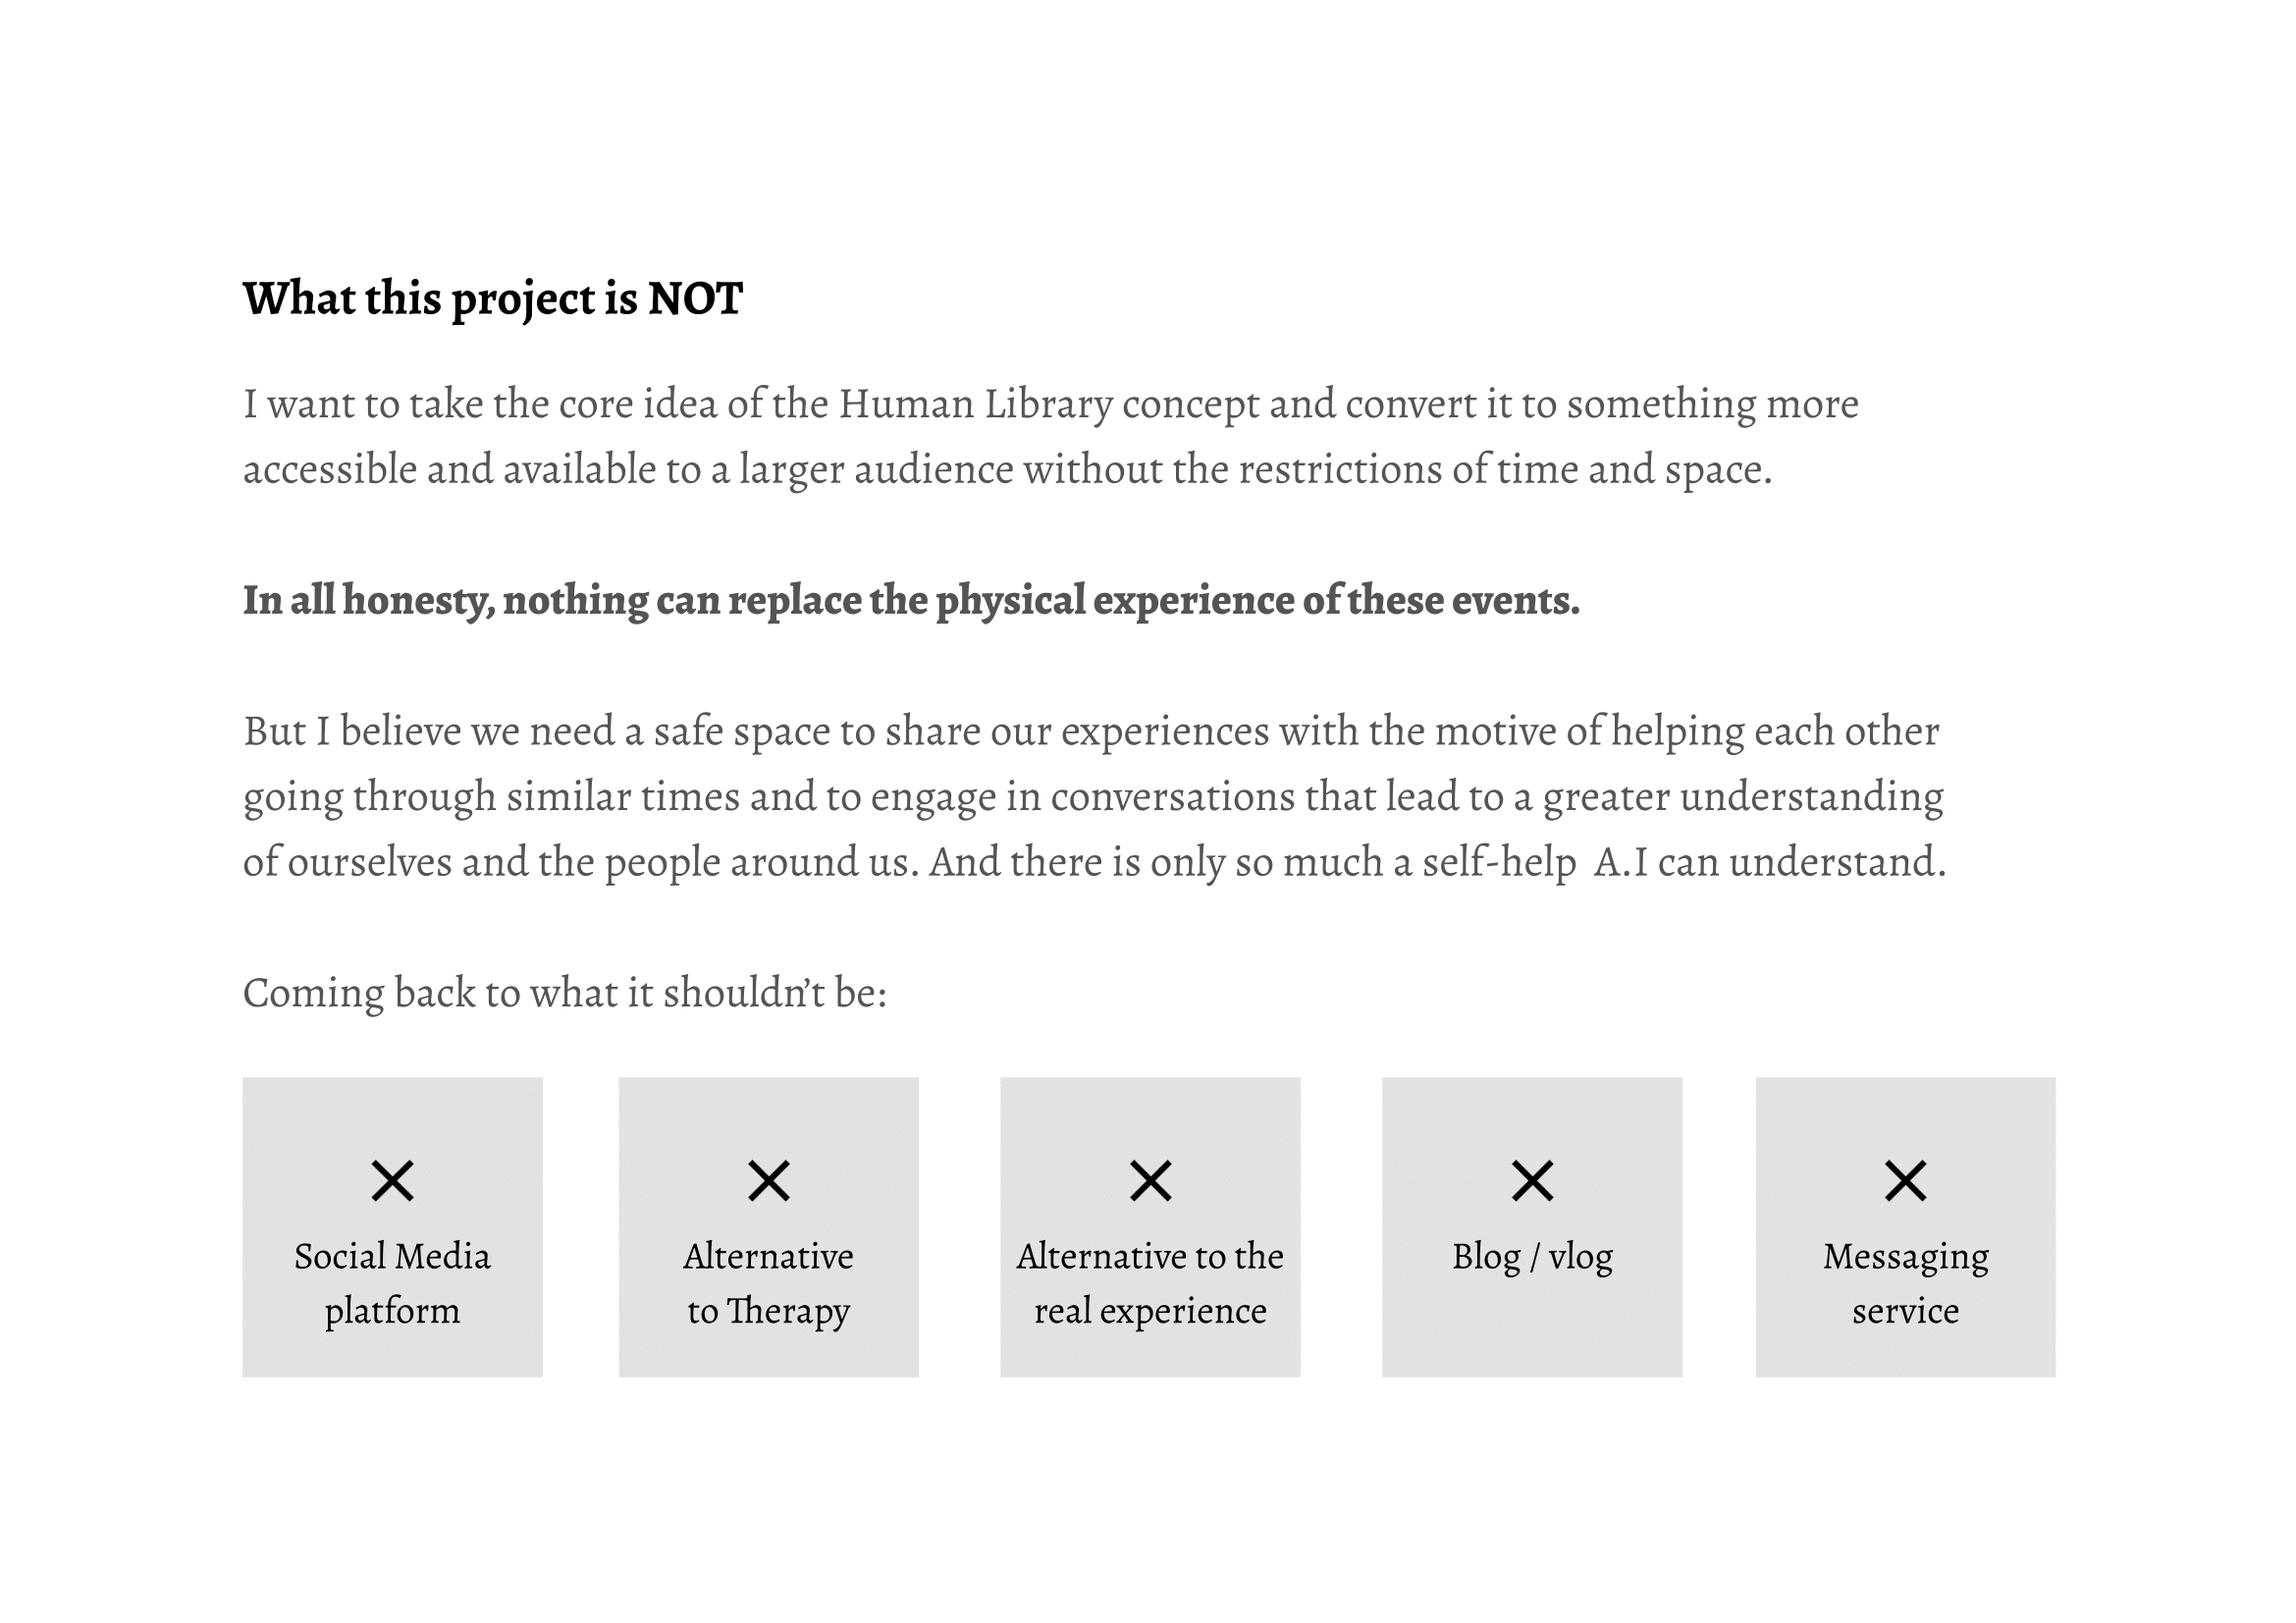 What this project is NOT
I want to take the core idea of the Human Library concept and convert it to something more
accessible and available to a larger audience without the restrictions of time and space.
In all honesty, nothing can replace the physical experience of these events.
But I believe we need a safe space to share our experiences with the motive of helping each other
going through similar times and to engage in conversations that lead to a greater understanding
of ourselves and the people around us. And there is only so much a self-help  A.I can understand.
Coming back to what it shouldn’t be:
Social Media
platform
Alternative
to Therapy
Alternative to the
real experience
Blog / vlog
Messaging
service